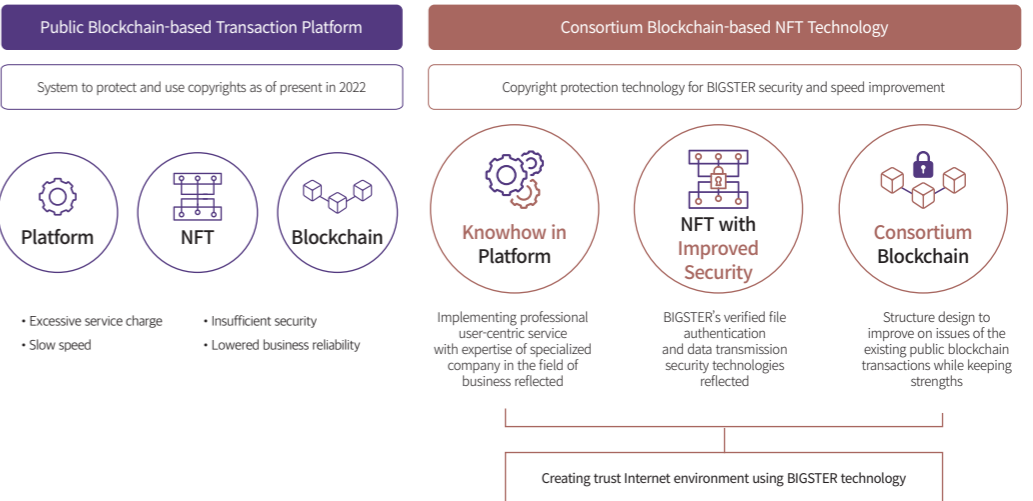 Public Blockchain-based Transaction Platform
System to protect and use copyrights as of present in 2022
Platform
NFT
Blockchain
• Excessive service charge
• Slow speed
• Insufficient security
• Lowered business reliability
Consortium Blockchain-based NFT Technology
Copyright protection technology for BIGSTER security and speed improvement
Knowhow in
Platform
Implementing professional
user-centric service
with expertise of specialized
company in the field of
business reflected
NFT with
Improved
Security
BIGSTER's verified file
authentication
and data transmission
security technologies
reflected
Consortium
Blockchain
Structure design to
improve on issues of the
existing public blockchain
transactions while keeping
strengths
Creating trust Internet environment using BIGSTER technology